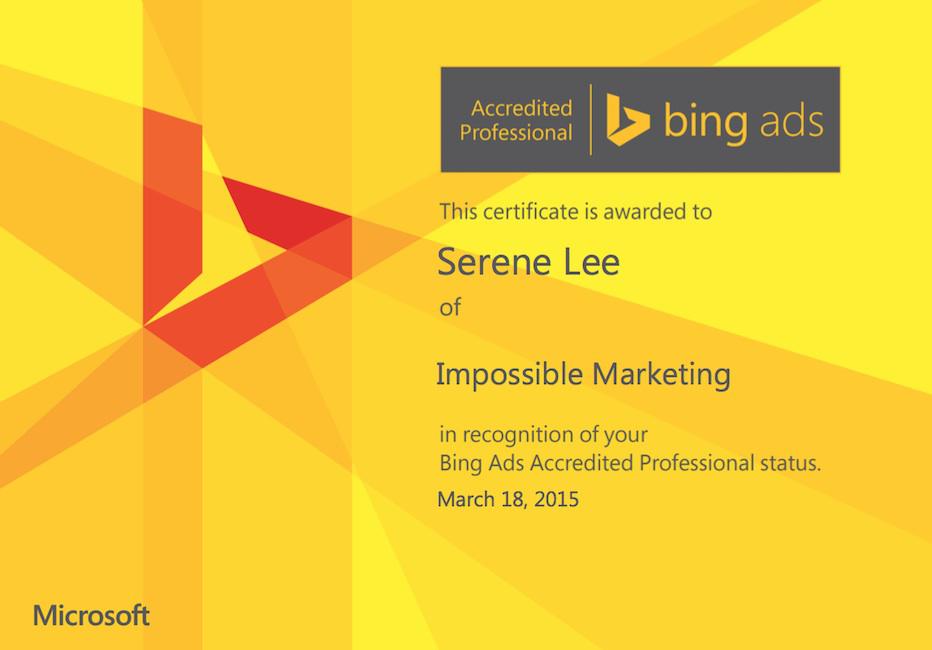 Accredited
Professional
bing ads
This certificate is awarded to
Serene Lee
of
Impossible Marketing
in recognition of your
Bing Ads Accredited Professional status.
March 18, 2015
Microsoft